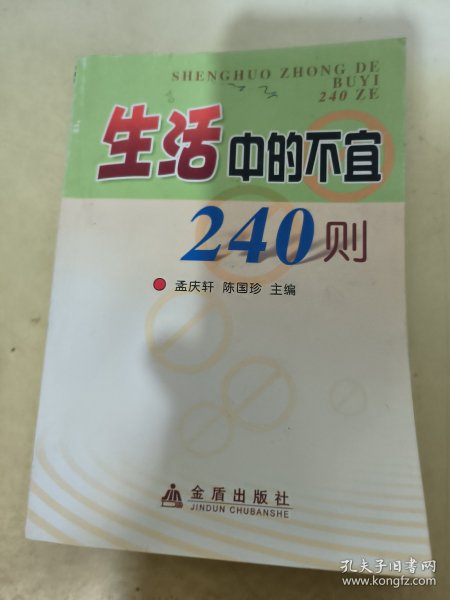 SHENGHUO ZHONG DE
BUYI
240 ZE
生活中的不宜
240则
孟庆轩 陈国珍 主编
金盾出版社
JINDUN CHUBANSHE
孔夫子旧书网
www.kongfz.com